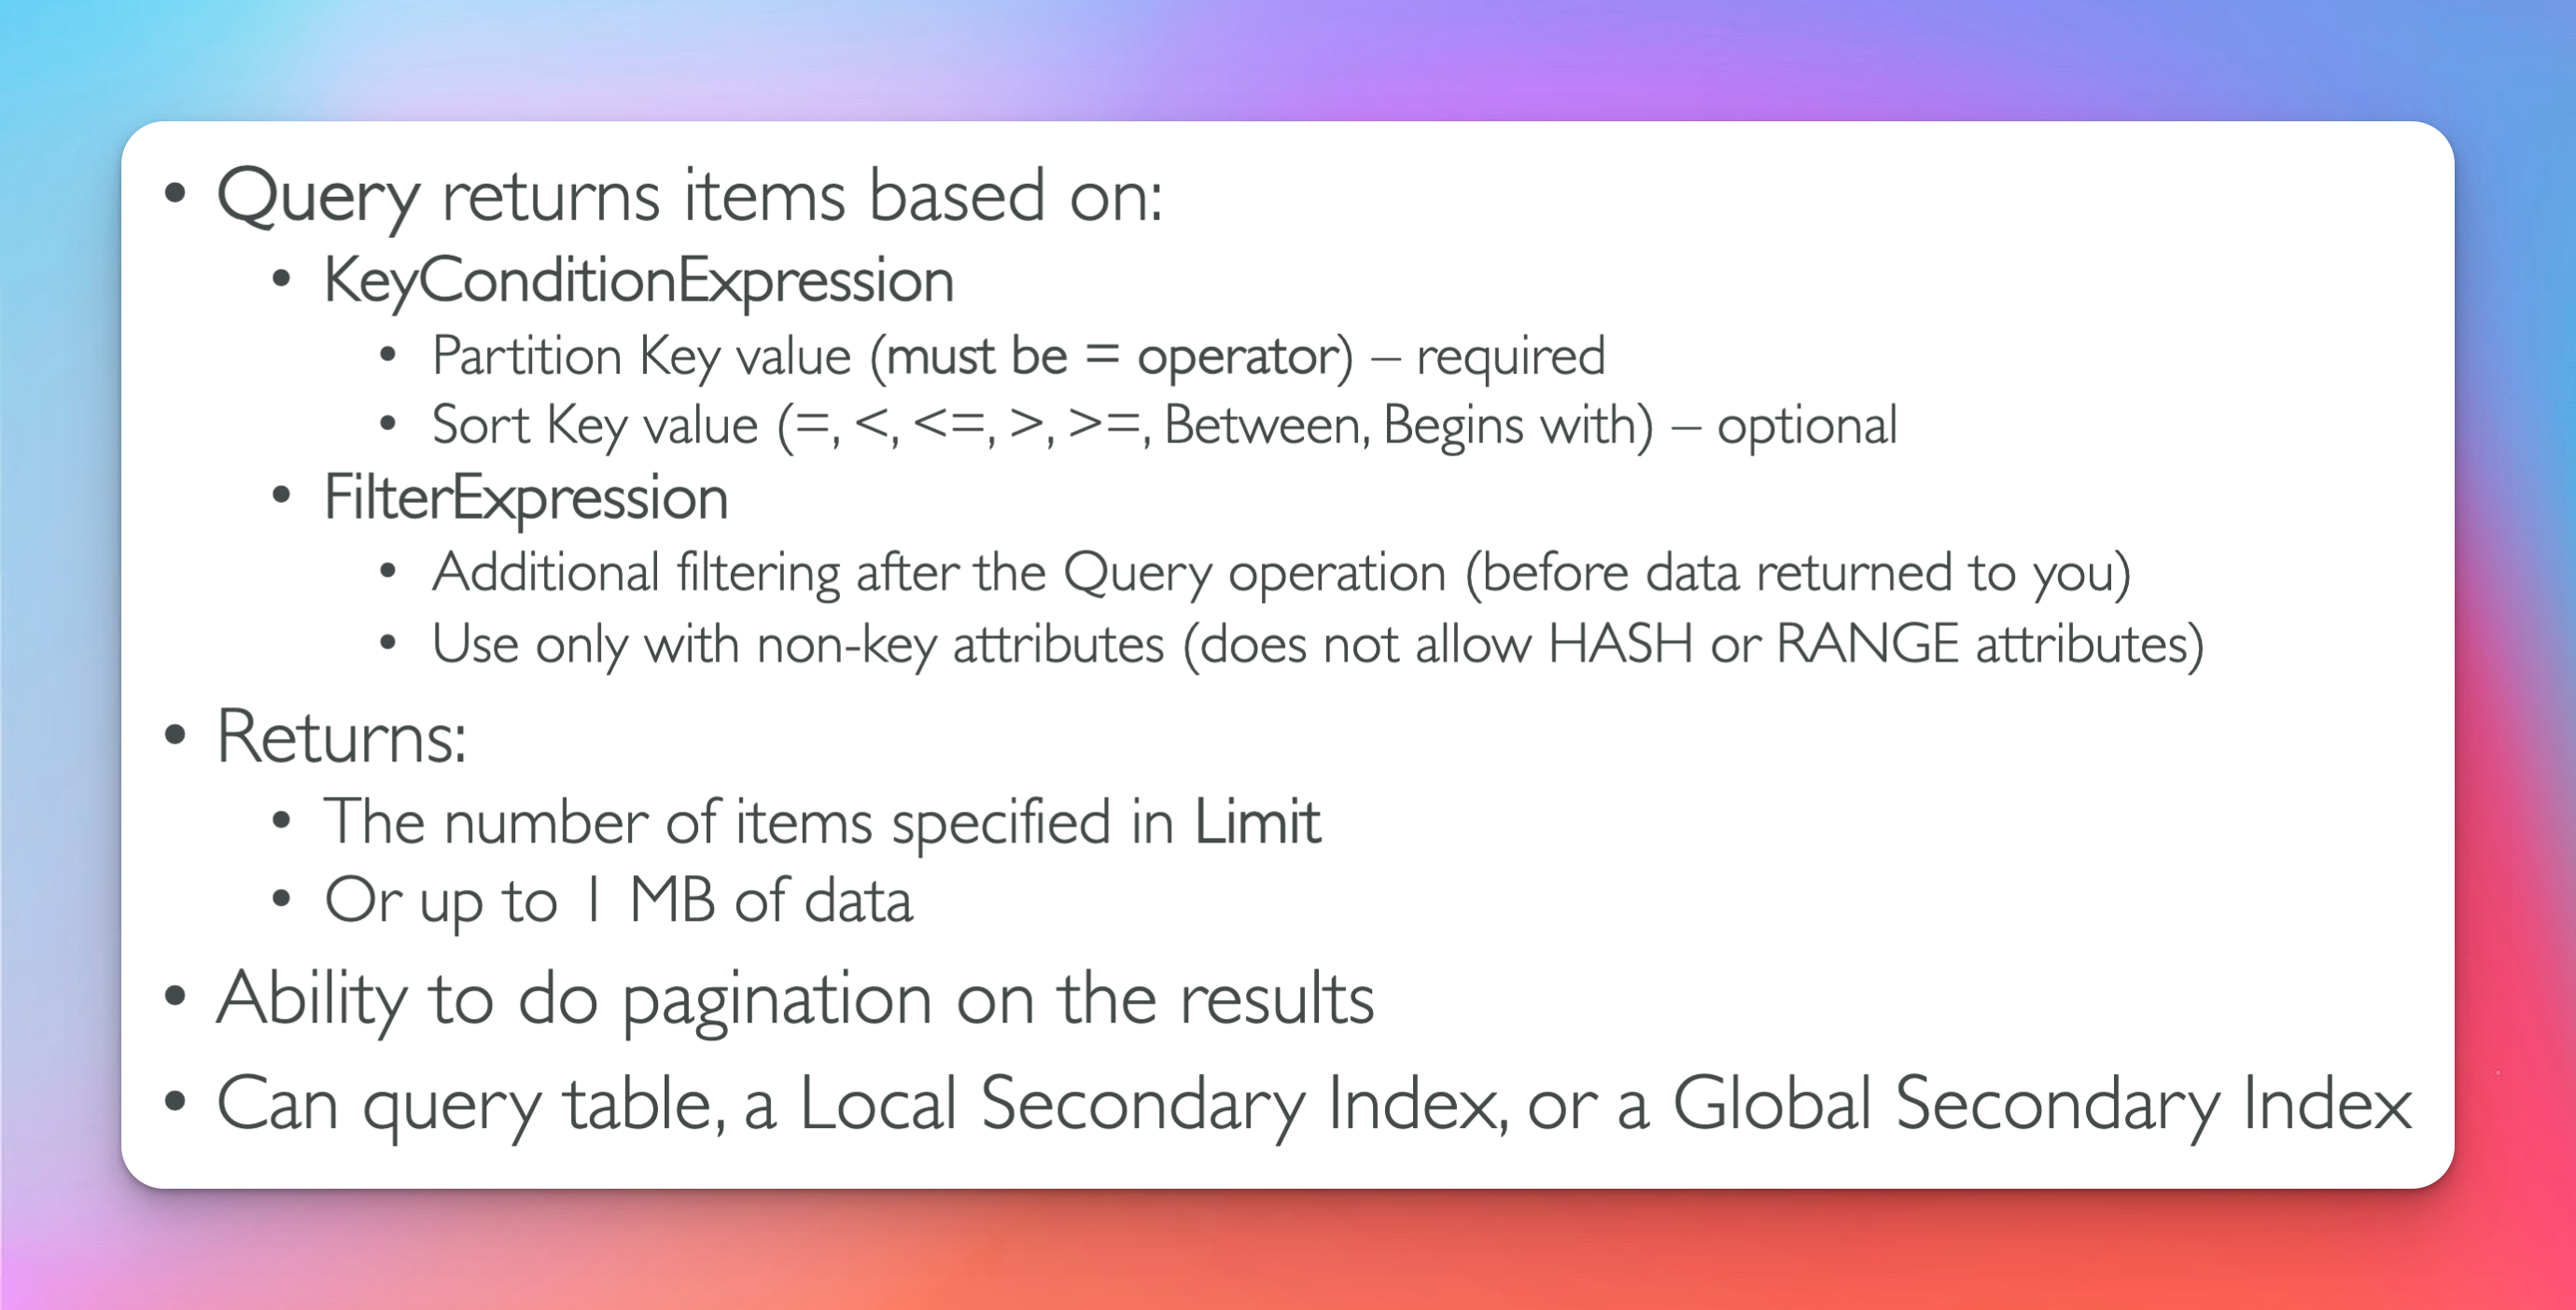 • Query returns items based on:
• KeyConditionExpression
• Partition Key value (must be = operator) – required
• Sort Key value (=, <, <=, >, >=, Between, Begins with) – optional
• FilterExpression
• Additional filtering after the Query operation (before data returned to you)
• Use only with non-key attributes (does not allow HASH or RANGE attributes)
• Returns:
• The number of items specified in Limit
• Or up to 1 MB of data
• Ability to do pagination on the results
• Can query table, a Local Secondary Index, or a Global Secondary Index